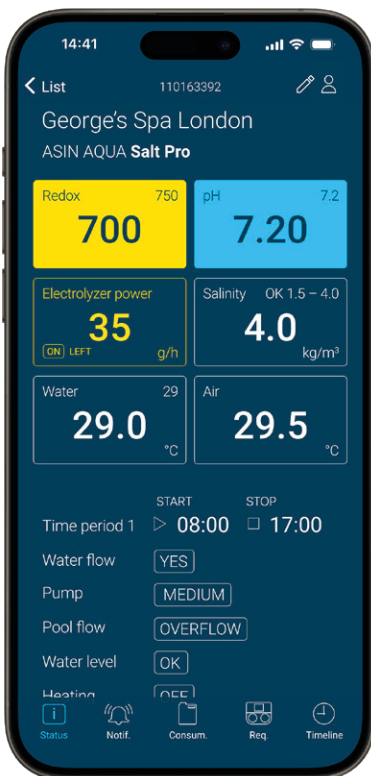 14:41
List 110163392
George's Spa London
ASIN AQUA Salt Pro
Redox 750
700
pH 7.2
7.20
Electrolyzer power
35
ON LEFT g/h
Salinity OK 1.5 – 4.0
4.0
kg/m³
Water 29
29.0
°C
Air
29.5
°C
START STOP
Time period 1 08:00 17:00
Water flow YES
Pump MEDIUM
Pool flow OVERFLOW
Water level OK
Heating OFF
Status Notif. Consum. Req. Timeline